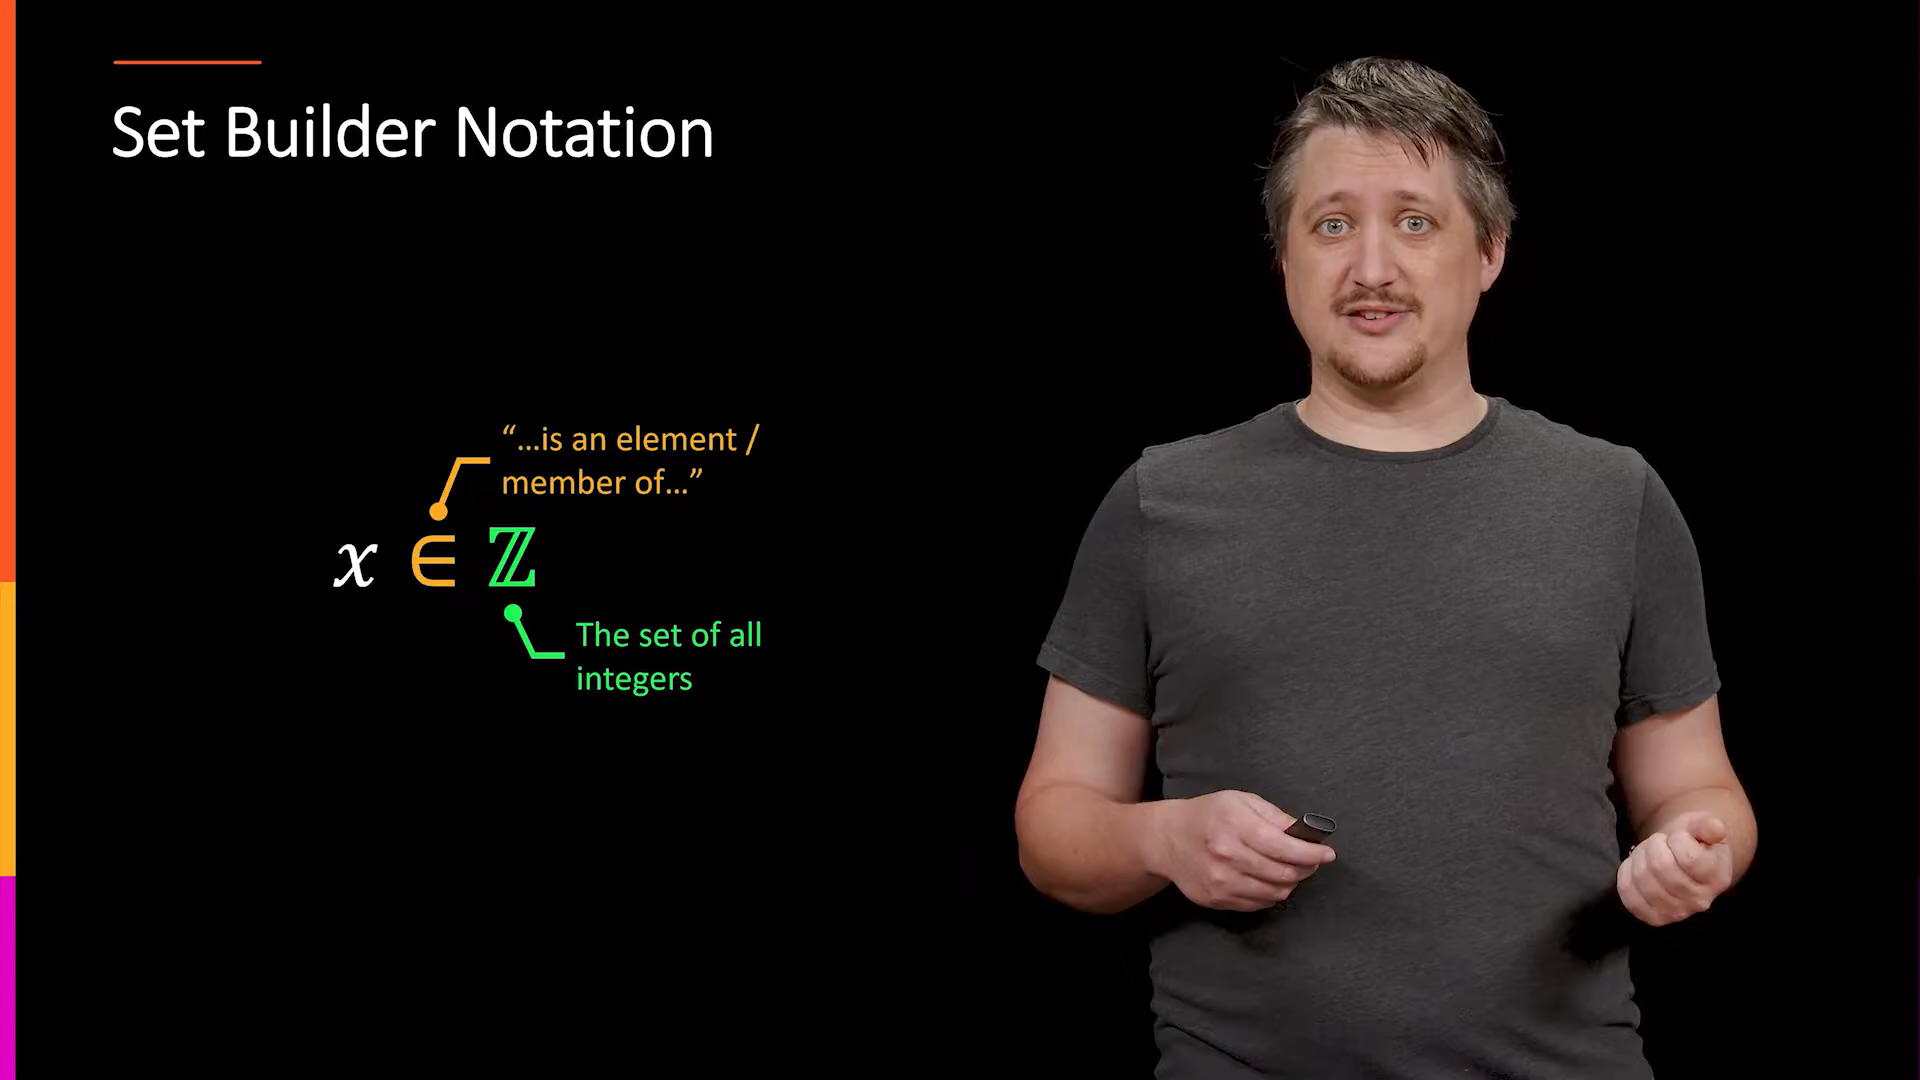 Set Builder Notation
“...is an element /
member of...”
x ∈ ℤ
The set of all
integers